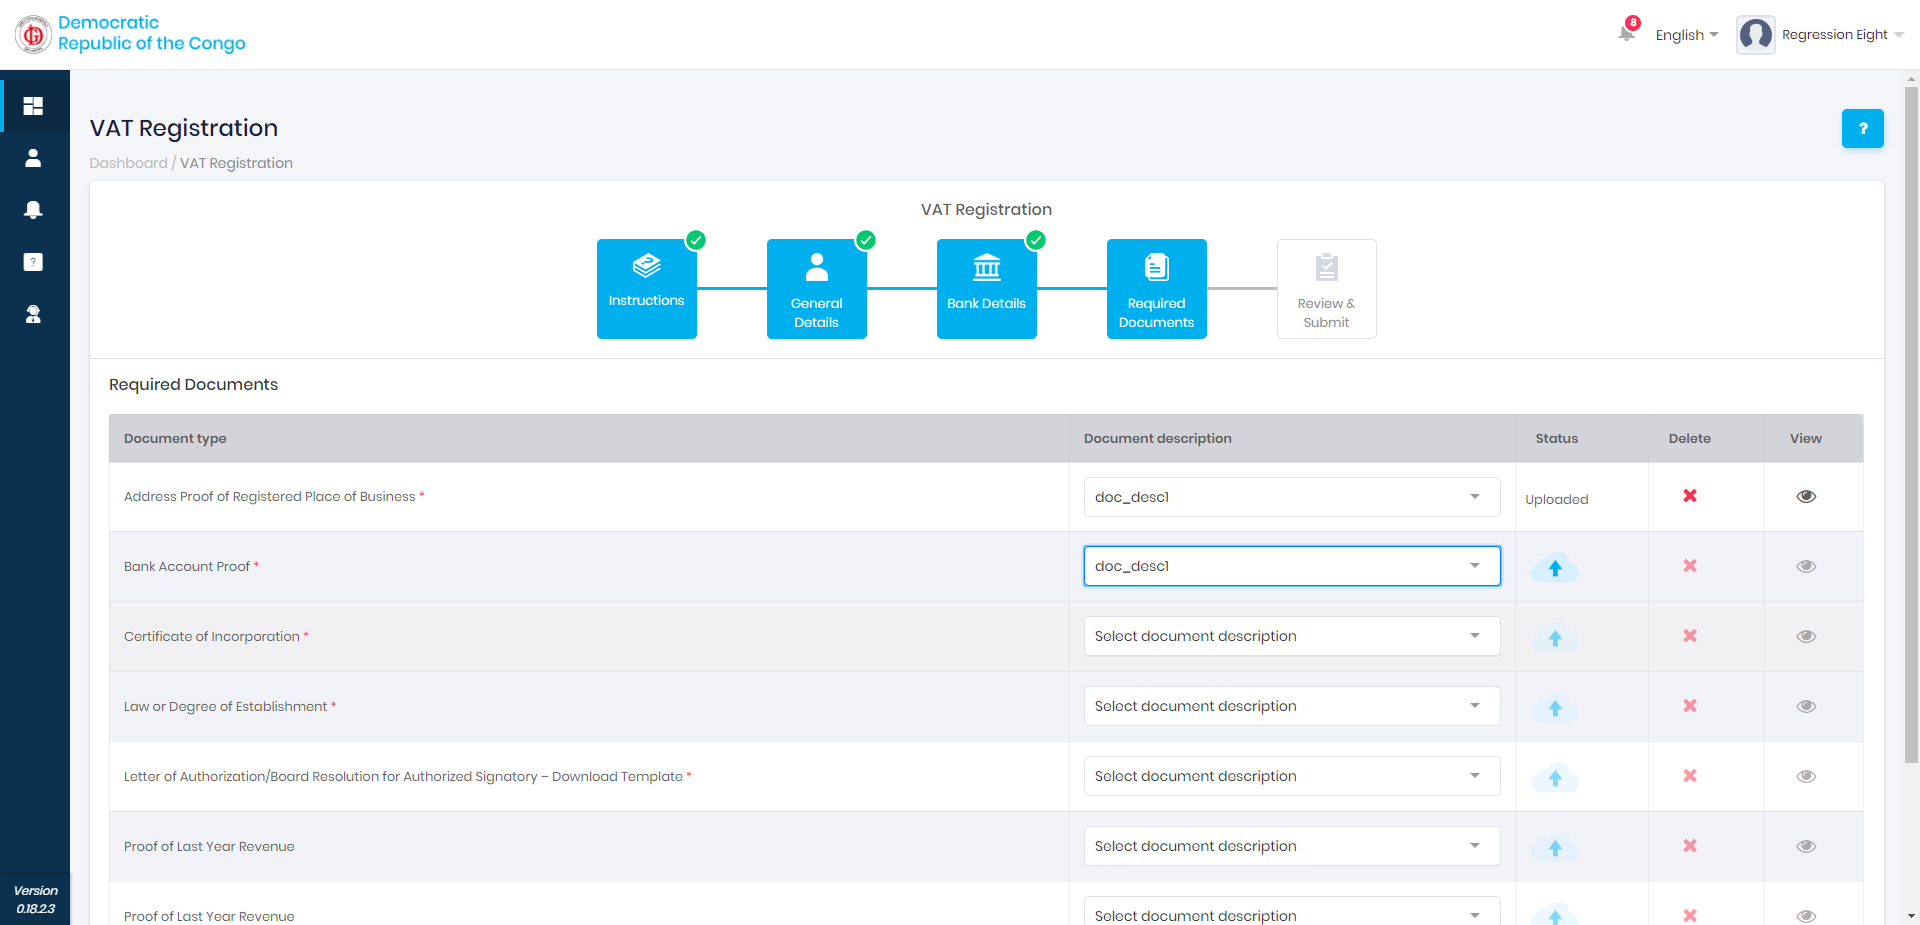 Democratic
Republic of the Congo
8
English
Regression Eight
VAT Registration
?
Dashboard / VAT Registration
VAT Registration
Instructions
General
Details
Bank Details
Required
Documents
Review &
Submit
Required Documents
Document type
Document description
Status
Delete
View
Address Proof of Registered Place of Business *
doc_desc1
Uploaded
Bank Account Proof *
doc_desc1
Certificate of Incorporation *
Select document description
Law or Degree of Establishment *
Select document description
Letter of Authorization/Board Resolution for Authorized Signatory – Download Template *
Select document description
Proof of Last Year Revenue
Select document description
Proof of Last Year Revenue
Select document description
Version
0.18.2.3